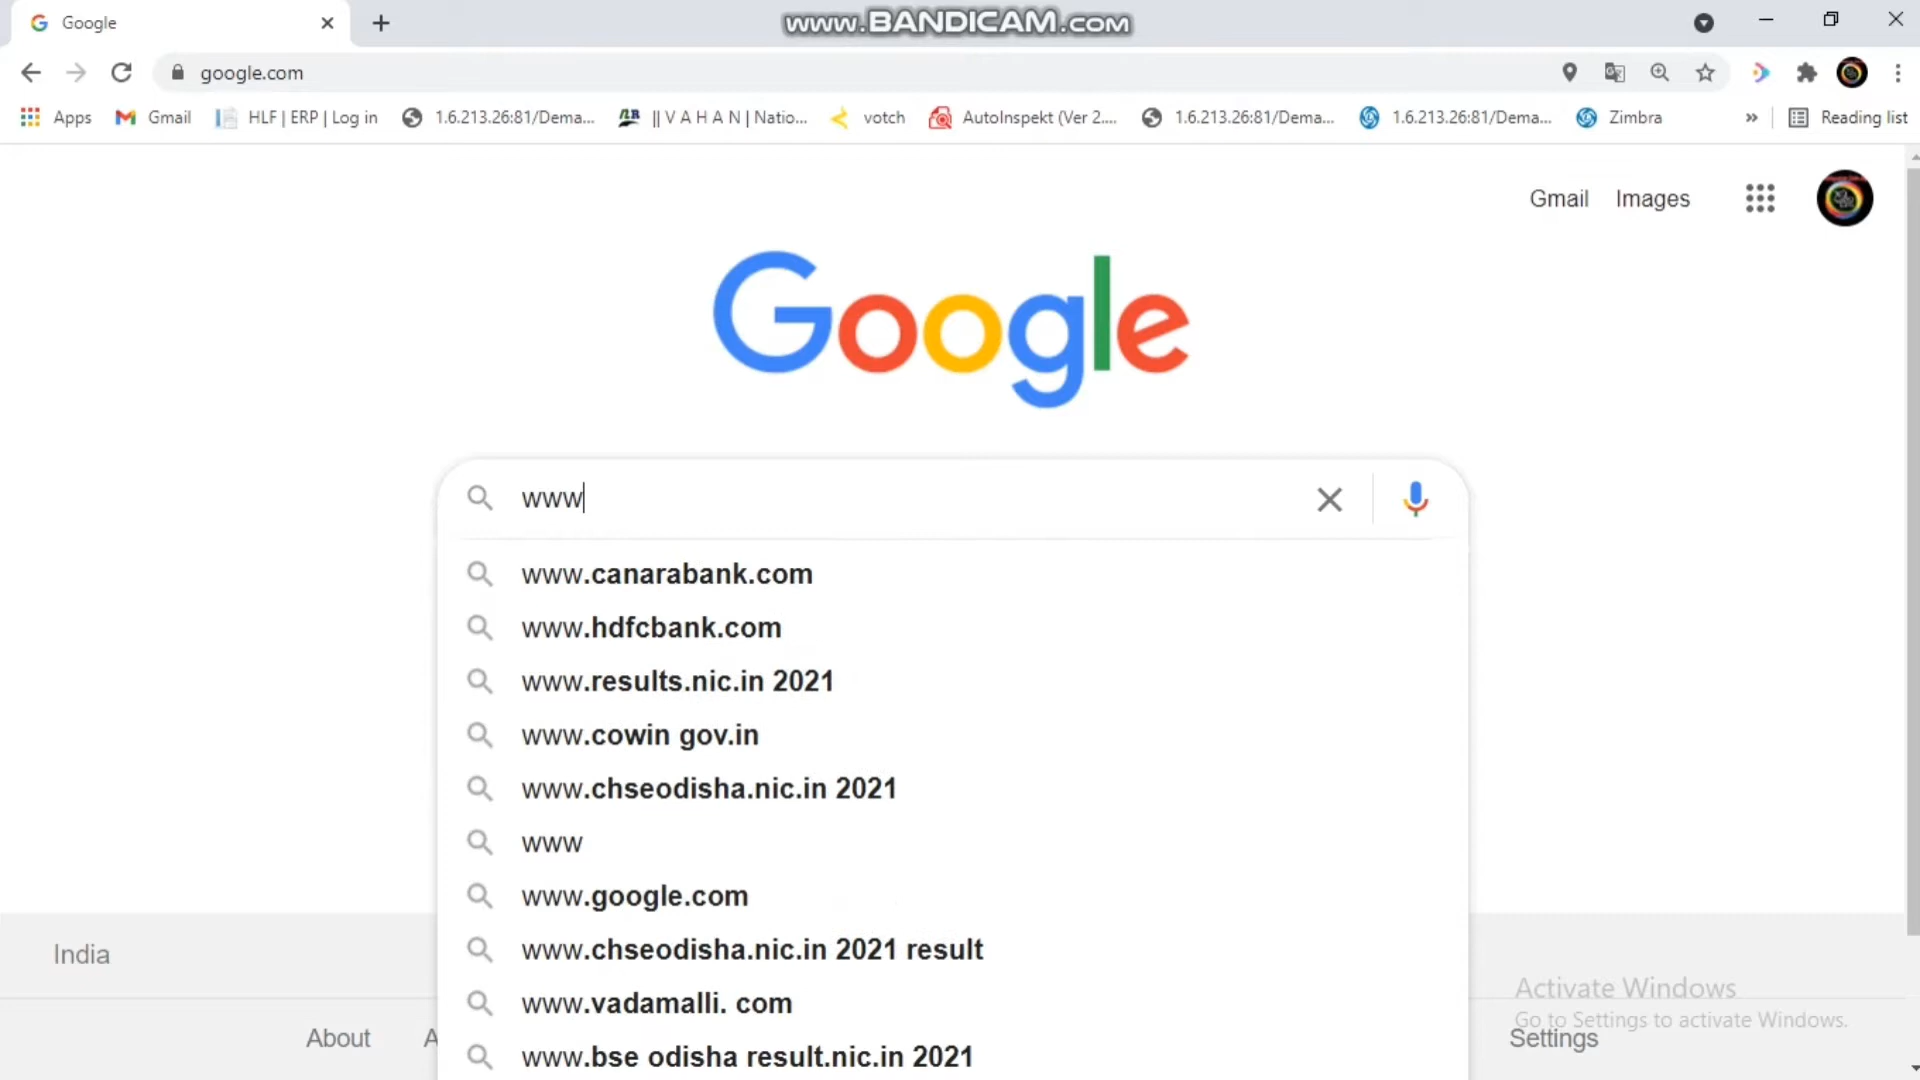 Google
www.BANDICAM.com
google.com
Apps
Gmail
HLF | ERP | Log in
1.6.213.26:81/Dema...
|| V A H A N | Natio...
votch
AutoInspekt (Ver 2....
1.6.213.26:81/Dema...
1.6.213.26:81/Dema...
Zimbra
Reading list
Gmail
Images
Google
www
www.canarabank.com
www.hdfcbank.com
www.results.nic.in 2021
www.cowin gov.in
www.chseodisha.nic.in 2021
www
www.google.com
www.chseodisha.nic.in 2021 result
www.vadamalli. com
www.bse odisha result.nic.in 2021
India
About
Activate Windows
Go to Settings to activate Windows.
Settings